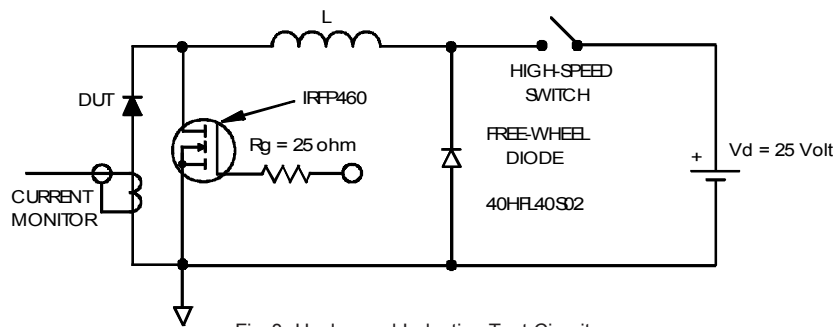 L
HIGH-SPEED
SWITCH
DUT
IRFP460
Rg = 25 ohm
FREE-WHEEL
DIODE
+
Vd = 25 Volt
CURRENT
MONITOR
40HFL40S02